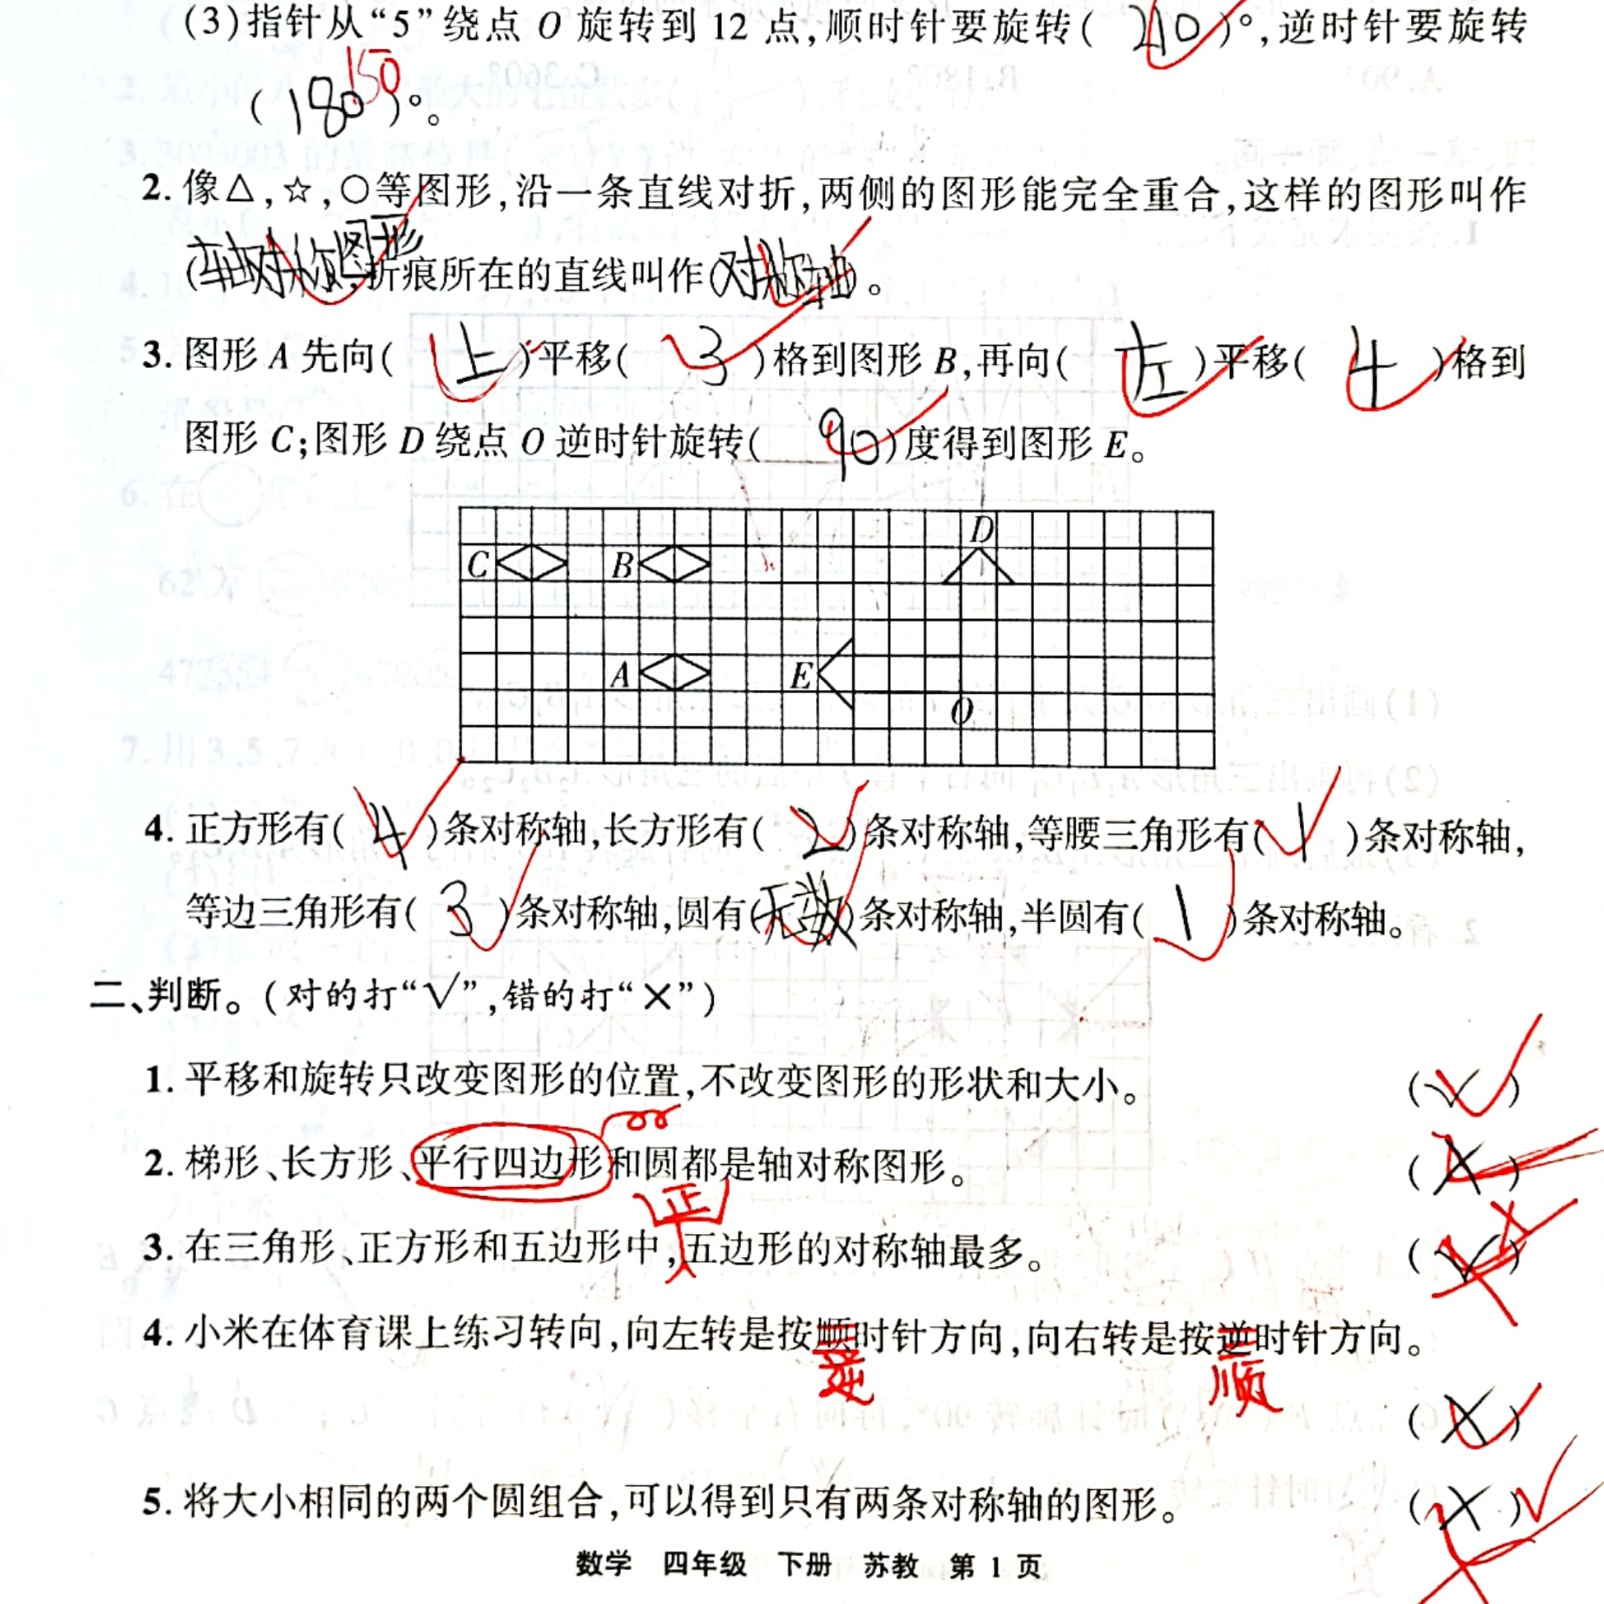 (3)指针从“5”绕点 O 旋转到 12 点,顺时针要旋转( 210 )°,逆时针要旋转
150
( 180 )°。
2. 像△,☆,○等图形,沿一条直线对折,两侧的图形能完全重合,这样的图形叫作
(轴对称图形),折痕所在的直线叫作(对称轴)。
3. 图形 A 先向( 上 )平移( 3 )格到图形 B,再向( 左 )平移( 4 )格到
图形 C;图形 D 绕点 O 逆时针旋转( 90 )度得到图形 E。
D
C B
A E
O
4. 正方形有( 4 )条对称轴,长方形有( 2 )条对称轴,等腰三角形有( 1 )条对称轴,
等边三角形有( 3 )条对称轴,圆有(无数)条对称轴,半圆有( 1 )条对称轴。
二、判断。(对的打“√”,错的打“×”)
1. 平移和旋转只改变图形的位置,不改变图形的形状和大小。 ( √ )
2. 梯形、长方形、平行四边形和圆都是轴对称图形。 ( × )
正
3. 在三角形、正方形和五边形中,五边形的对称轴最多。 ( √ ) ×
4. 小米在体育课上练习转向,向左转是按顺时针方向,向右转是按逆时针方向。
逆 顺
( × )
5. 将大小相同的两个圆组合,可以得到只有两条对称轴的图形。 ( × ) √
数学 四年级 下册 苏教 第 1 页